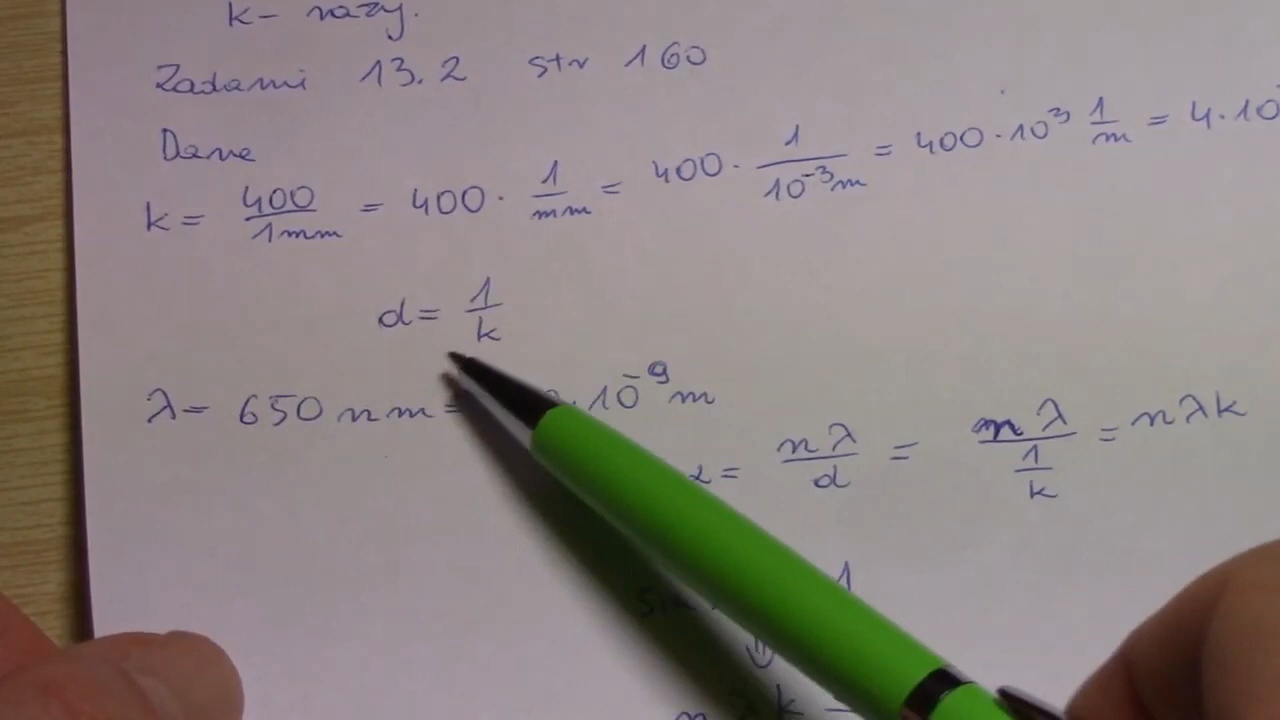 k- razy.
Zadanie 13.2 str 160
Dane
k = 400/1mm = 400 · 1/mm = 400 · 1/10⁻³m = 400·10³ 1/m = 4·10
d = 1/k
λ = 650 nm = ·10⁻⁹ m
= nλ/d = nλ/(1/k) = nλk
1
k